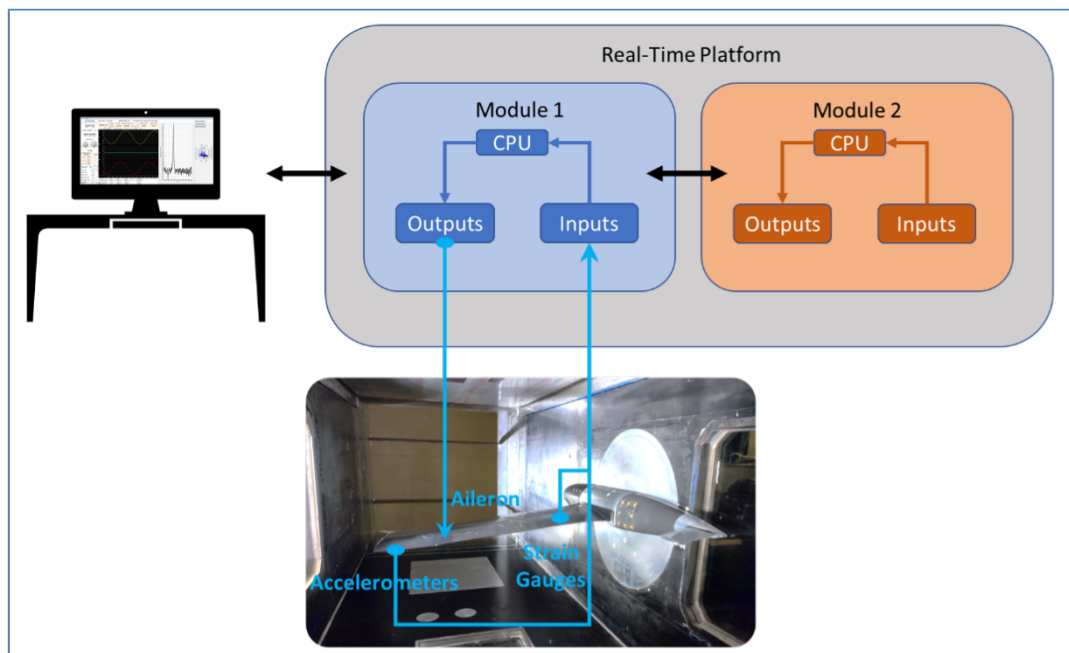 Real-Time Platform
Module 1
CPU
Outputs
Inputs
Module 2
CPU
Outputs
Inputs
Aileron
Strain
Gauges
Accelerometers